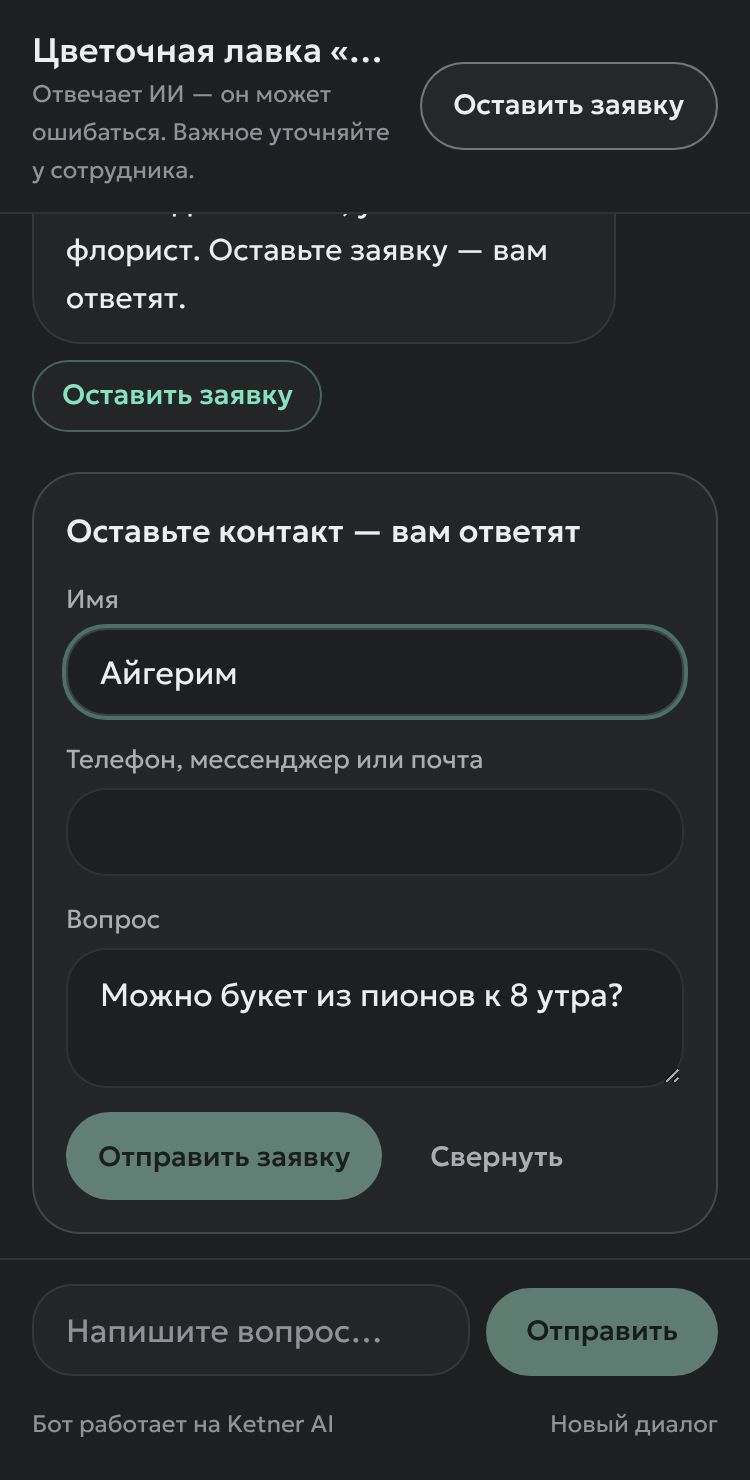 Цветочная лавка «…
Отвечает ИИ — он может
ошибаться. Важное уточняйте
у сотрудника.
Оставить заявку
флорист. Оставьте заявку — вам
ответят.
Оставить заявку
Оставьте контакт — вам ответят
Имя
Айгерим
Телефон, мессенджер или почта
Вопрос
Можно букет из пионов к 8 утра?
Отправить заявку
Свернуть
Напишите вопрос…
Отправить
Бот работает на Ketner AI
Новый диалог